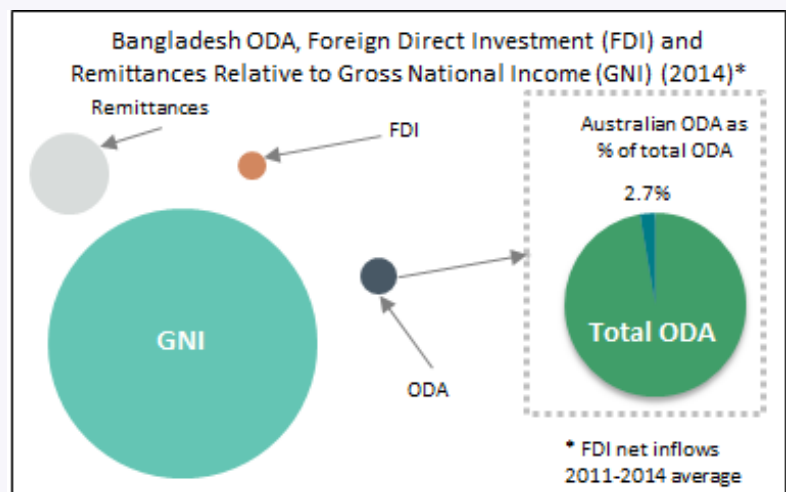 Bangladesh ODA, Foreign Direct Investment (FDI) and
Remittances Relative to Gross National Income (GNI) (2014)*
Remittances
FDI
Australian ODA as
% of total ODA
2.7%
GNI
Total ODA
ODA
* FDI net inflows
2011-2014 average